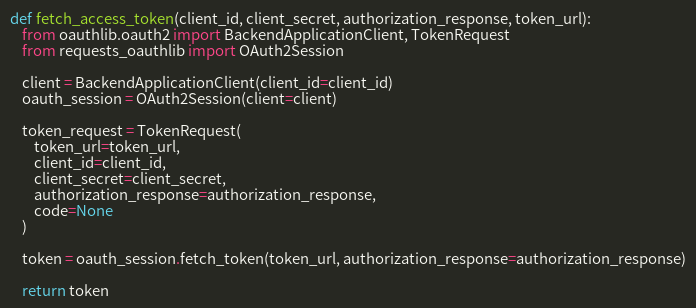 def fetch_access_token(client_id, client_secret, authorization_response, token_url):
    from oauthlib.oauth2 import BackendApplicationClient, TokenRequest
    from requests_oauthlib import OAuth2Session

    client = BackendApplicationClient(client_id=client_id)
    oauth_session = OAuth2Session(client=client)

    token_request = TokenRequest(
        token_url=token_url,
        client_id=client_id,
        client_secret=client_secret,
        authorization_response=authorization_response,
        code=None
    )

    token = oauth_session.fetch_token(token_url, authorization_response=authorization_response)

    return token